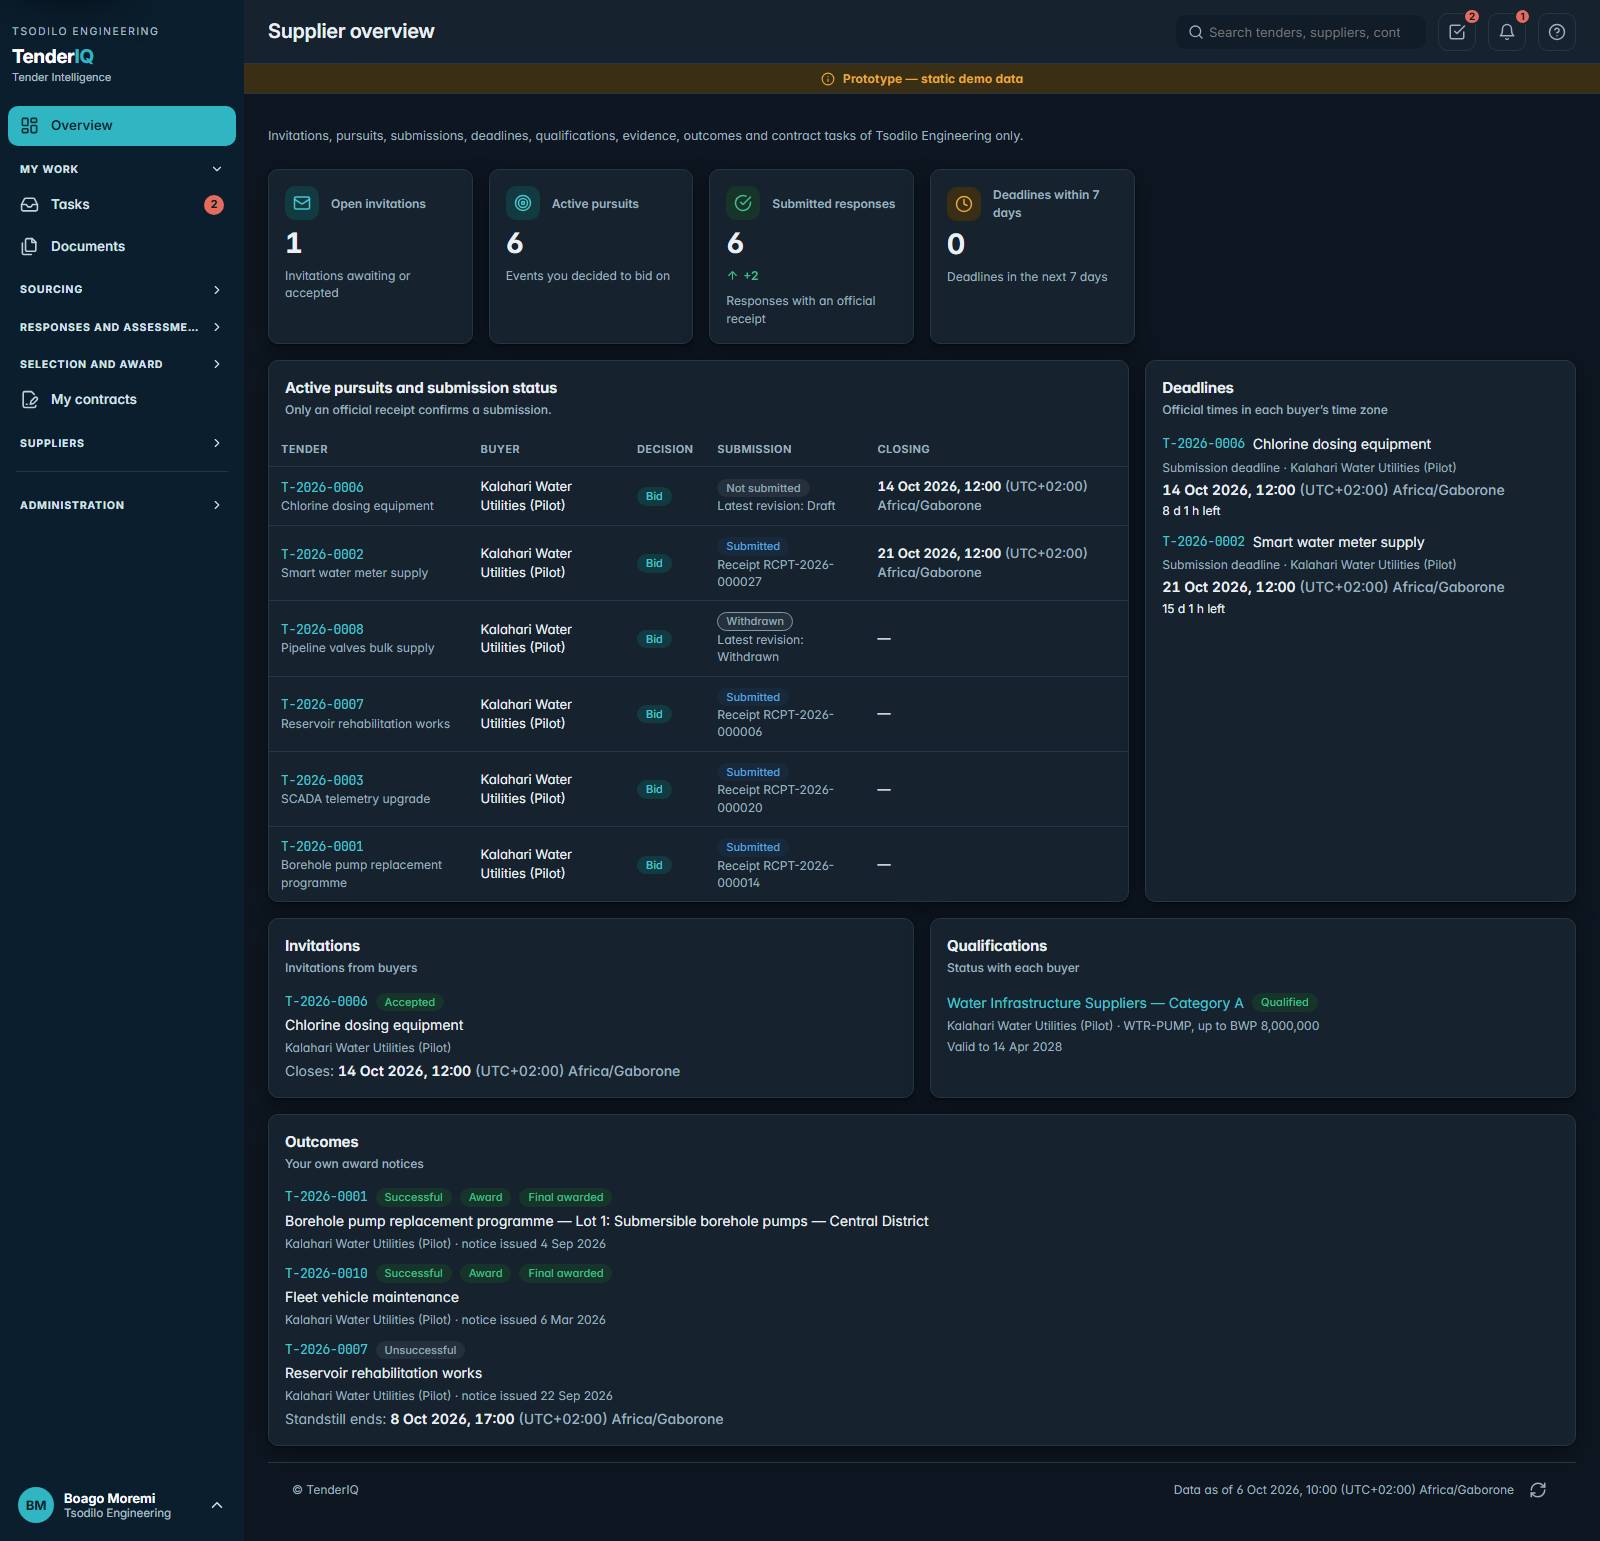 TSODILO ENGINEERING
TenderIQ
Tender Intelligence
Overview
MY WORK
Tasks
2
Documents
SOURCING
RESPONSES AND ASSESSME...
SELECTION AND AWARD
My contracts
SUPPLIERS
ADMINISTRATION
BM
Boago Moremi
Tsodilo Engineering
Supplier overview
Search tenders, suppliers, cont
2
1
Prototype — static demo data
Invitations, pursuits, submissions, deadlines, qualifications, evidence, outcomes and contract tasks of Tsodilo Engineering only.
Open invitations
1
Invitations awaiting or
accepted
Active pursuits
6
Events you decided to bid on
Submitted responses
6
↑ +2
Responses with an official
receipt
Deadlines within 7
days
0
Deadlines in the next 7 days
Active pursuits and submission status
Only an official receipt confirms a submission.
TENDER BUYER DECISION SUBMISSION CLOSING
T-2026-0006
Chlorine dosing equipment
Kalahari Water
Utilities (Pilot)
Bid
Not submitted
Latest revision: Draft
14 Oct 2026, 12:00 (UTC+02:00)
Africa/Gaborone
T-2026-0002
Smart water meter supply
Kalahari Water
Utilities (Pilot)
Bid
Submitted
Receipt RCPT-2026-
000027
21 Oct 2026, 12:00 (UTC+02:00)
Africa/Gaborone
T-2026-0008
Pipeline valves bulk supply
Kalahari Water
Utilities (Pilot)
Bid
Withdrawn
Latest revision:
Withdrawn
—
T-2026-0007
Reservoir rehabilitation works
Kalahari Water
Utilities (Pilot)
Bid
Submitted
Receipt RCPT-2026-
000006
—
T-2026-0003
SCADA telemetry upgrade
Kalahari Water
Utilities (Pilot)
Bid
Submitted
Receipt RCPT-2026-
000020
—
T-2026-0001
Borehole pump replacement
programme
Kalahari Water
Utilities (Pilot)
Bid
Submitted
Receipt RCPT-2026-
000014
—
Deadlines
Official times in each buyer’s time zone
T-2026-0006 Chlorine dosing equipment
Submission deadline · Kalahari Water Utilities (Pilot)
14 Oct 2026, 12:00 (UTC+02:00) Africa/Gaborone
8 d 1 h left
T-2026-0002 Smart water meter supply
Submission deadline · Kalahari Water Utilities (Pilot)
21 Oct 2026, 12:00 (UTC+02:00) Africa/Gaborone
15 d 1 h left
Invitations
Invitations from buyers
T-2026-0006 Accepted
Chlorine dosing equipment
Kalahari Water Utilities (Pilot)
Closes: 14 Oct 2026, 12:00 (UTC+02:00) Africa/Gaborone
Qualifications
Status with each buyer
Water Infrastructure Suppliers — Category A Qualified
Kalahari Water Utilities (Pilot) · WTR-PUMP, up to BWP 8,000,000
Valid to 14 Apr 2028
Outcomes
Your own award notices
T-2026-0001 Successful Award Final awarded
Borehole pump replacement programme — Lot 1: Submersible borehole pumps — Central District
Kalahari Water Utilities (Pilot) · notice issued 4 Sep 2026
T-2026-0010 Successful Award Final awarded
Fleet vehicle maintenance
Kalahari Water Utilities (Pilot) · notice issued 6 Mar 2026
T-2026-0007 Unsuccessful
Reservoir rehabilitation works
Kalahari Water Utilities (Pilot) · notice issued 22 Sep 2026
Standstill ends: 8 Oct 2026, 17:00 (UTC+02:00) Africa/Gaborone
© TenderIQ
Data as of 6 Oct 2026, 10:00 (UTC+02:00) Africa/Gaborone